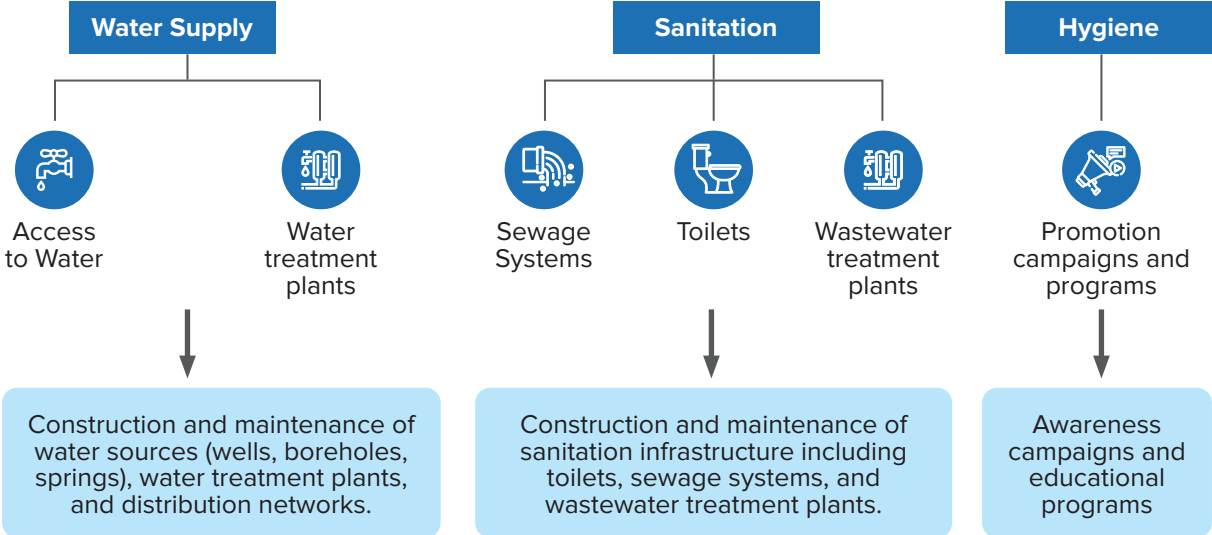 Water Supply
Sanitation
Hygiene
Access
to Water
Water
treatment
plants
Sewage
Systems
Toilets
Wastewater
treatment
plants
Promotion
campaigns and
programs
Construction and maintenance of
water sources (wells, boreholes,
springs), water treatment plants,
and distribution networks.
Construction and maintenance of
sanitation infrastructure including
toilets, sewage systems, and
wastewater treatment plants.
Awareness
campaigns and
educational
programs